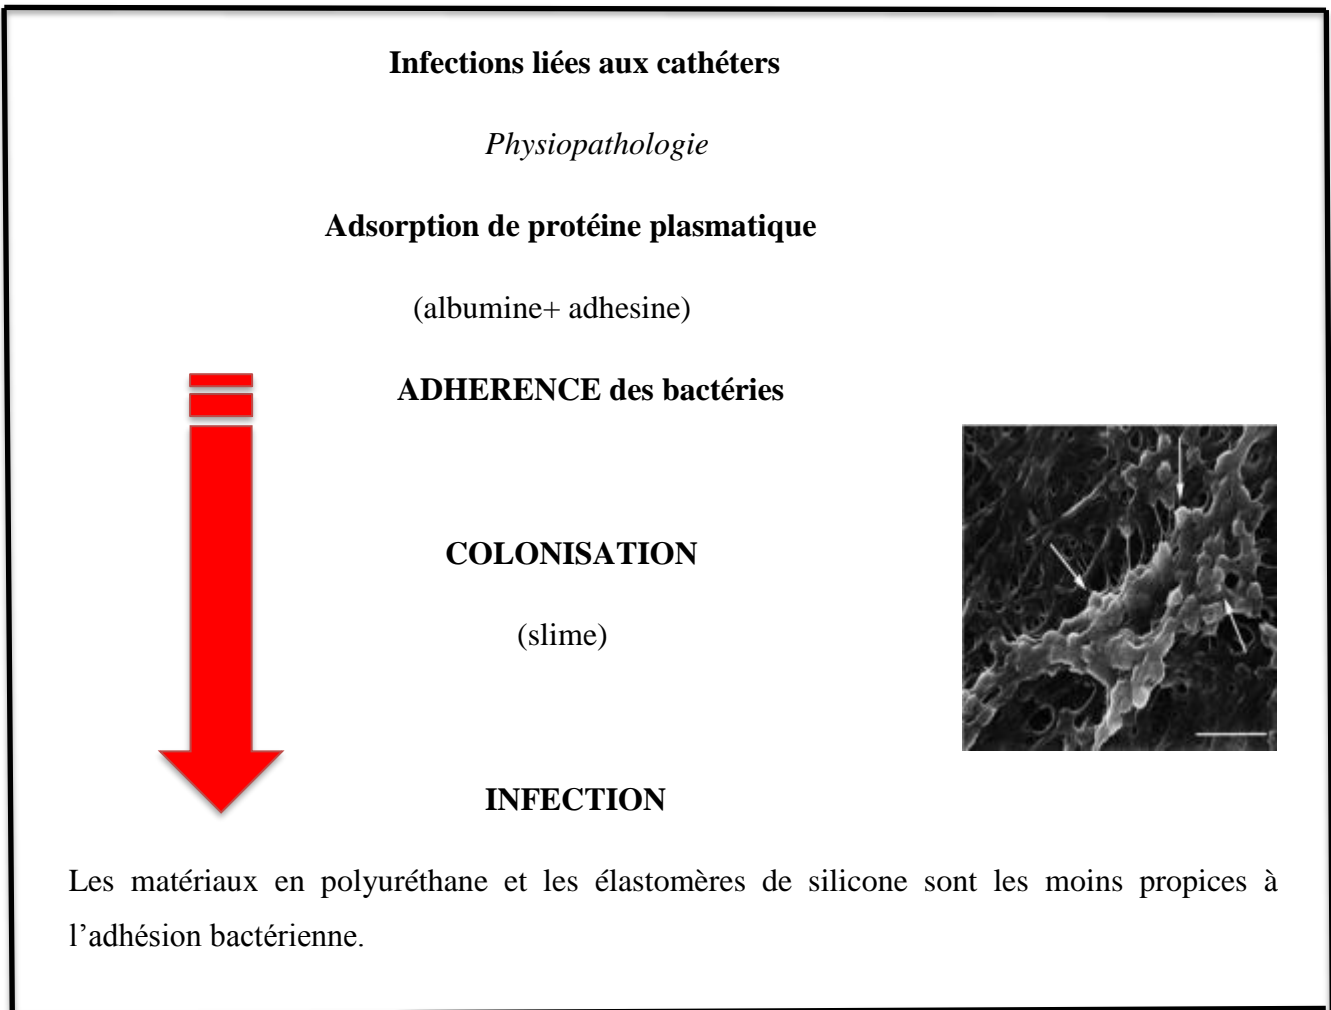 Infections liées aux cathéters
Physiopathologie
Adsorption de protéine plasmatique
(albumine+ adhesine)
ADHERENCE des bactéries
COLONISATION
(slime)
INFECTION
Les matériaux en polyuréthane et les élastomères de silicone sont les moins propices à
l’adhésion bactérienne.